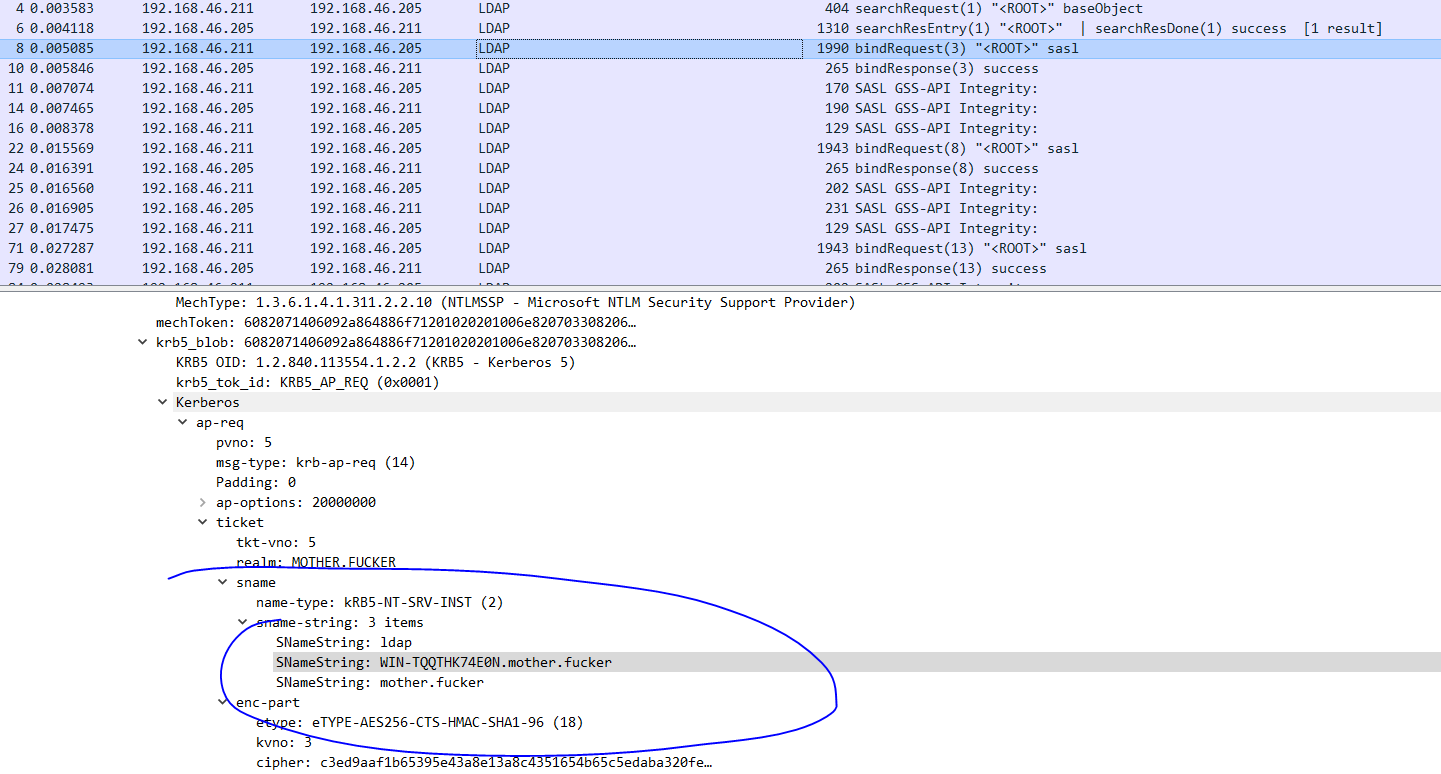 4 0.003583 192.168.46.211 192.168.46.205 LDAP 404 searchRequest(1) "<ROOT>" baseObject
6 0.004118 192.168.46.205 192.168.46.211 LDAP 1310 searchResEntry(1) "<ROOT>" | searchResDone(1) success [1 result]
8 0.005085 192.168.46.211 192.168.46.205 LDAP 1990 bindRequest(3) "<ROOT>" sasl
10 0.005846 192.168.46.205 192.168.46.211 LDAP 265 bindResponse(3) success
11 0.007074 192.168.46.211 192.168.46.205 LDAP 170 SASL GSS-API Integrity:
14 0.007465 192.168.46.205 192.168.46.211 LDAP 190 SASL GSS-API Integrity:
16 0.008378 192.168.46.211 192.168.46.205 LDAP 129 SASL GSS-API Integrity:
22 0.015569 192.168.46.211 192.168.46.205 LDAP 1943 bindRequest(8) "<ROOT>" sasl
24 0.016391 192.168.46.205 192.168.46.211 LDAP 265 bindResponse(8) success
25 0.016560 192.168.46.211 192.168.46.205 LDAP 202 SASL GSS-API Integrity:
26 0.016905 192.168.46.205 192.168.46.211 LDAP 231 SASL GSS-API Integrity:
27 0.017475 192.168.46.211 192.168.46.205 LDAP 129 SASL GSS-API Integrity:
71 0.027287 192.168.46.211 192.168.46.205 LDAP 1943 bindRequest(13) "<ROOT>" sasl
79 0.028081 192.168.46.205 192.168.46.211 LDAP 265 bindResponse(13) success
MechType: 1.3.6.1.4.1.311.2.2.10 (NTLMSSP - Microsoft NTLM Security Support Provider)
mechToken: 6082071406092a864886f71201020201006e820703308206…
krb5_blob: 6082071406092a864886f71201020201006e820703308206…
KRB5 OID: 1.2.840.113554.1.2.2 (KRB5 - Kerberos 5)
krb5_tok_id: KRB5_AP_REQ (0x0001)
Kerberos
ap-req
pvno: 5
msg-type: krb-ap-req (14)
Padding: 0
ap-options: 20000000
ticket
tkt-vno: 5
realm: MOTHER.FUCKER
sname
name-type: kRB5-NT-SRV-INST (2)
sname-string: 3 items
SNameString: ldap
SNameString: WIN-TQQTHK74E0N.mother.fucker
SNameString: mother.fucker
enc-part
etype: eTYPE-AES256-CTS-HMAC-SHA1-96 (18)
kvno: 3
cipher: c3ed9aaf1b65395e43a8e13a8c4351654b65c5edaba320fe…